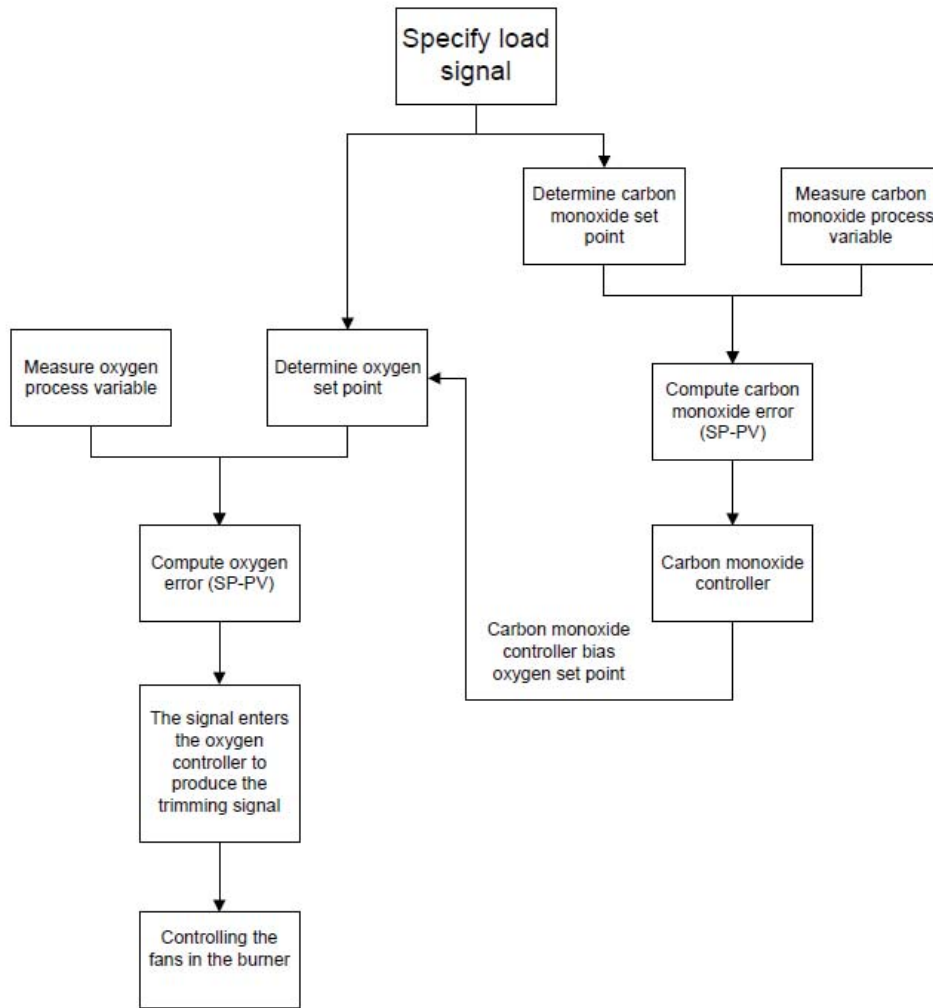 Specify load
signal
Determine carbon
monoxide set
point
Measure carbon
monoxide process
variable
Measure oxygen
process variable
Determine oxygen
set point
Compute carbon
monoxide error
(SP-PV)
Compute oxygen
error (SP-PV)
Carbon monoxide
controller
Carbon monoxide
controller bias
oxygen set point
The signal enters
the oxygen
controller to
produce the
trimming signal
Controlling the
fans in the burner